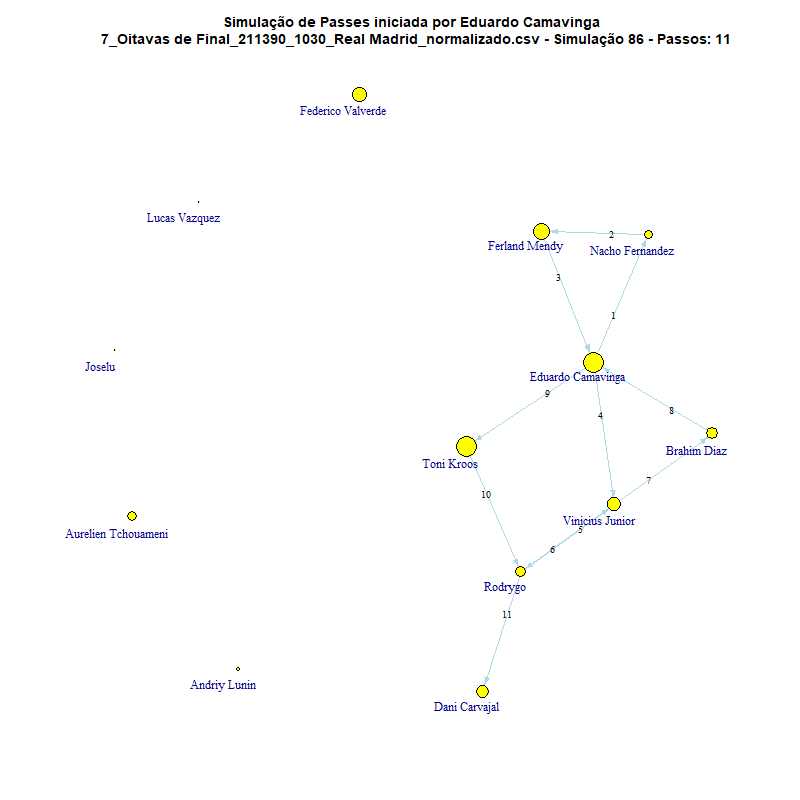 Simulação de Passes iniciada por Eduardo Camavinga
7_Oitavas de Final_211390_1030_Real Madrid_normalizado.csv - Simulação 86 - Passos: 11
Federico Valverde
Lucas Vazquez
2
Ferland Mendy
Nacho Fernandez
3
1
Joselu
Eduardo Camavinga
9
8
4
Brahim Diaz
Toni Kroos
7
10
Vinicius Junior
5
Aurelien Tchouameni
6
Rodrygo
11
Andriy Lunin
Dani Carvajal